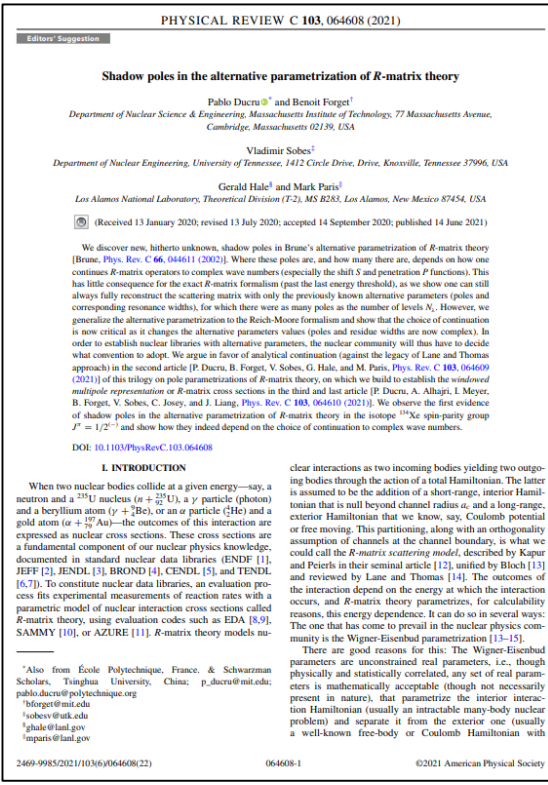 PHYSICAL REVIEW C 103, 064608 (2021)
Editors' Suggestion
Shadow poles in the alternative parametrization of R-matrix theory
Pablo Ducru* and Benoit Forget†
Department of Nuclear Science & Engineering, Massachusetts Institute of Technology, 77 Massachusetts Avenue,
Cambridge, Massachusetts 02139, USA
Vladimir Sobes‡
Department of Nuclear Engineering, University of Tennessee, 1412 Circle Drive, Drive, Knoxville, Tennessee 37996, USA
Gerald Hale§ and Mark Paris‖
Los Alamos National Laboratory, Theoretical Division (T-2), MS B283, Los Alamos, New Mexico 87454, USA
(Received 13 January 2020; revised 13 July 2020; accepted 14 September 2020; published 14 June 2021)
We discover new, hitherto unknown, shadow poles in Brune's alternative parametrization of R-matrix theory
[Brune, Phys. Rev. C 66, 044611 (2002)]. Where these poles are, and how many there are, depends on how one
continues R-matrix operators to complex wave numbers (especially the shift S and penetration P functions). This
has little consequence for the exact R-matrix formalism (past the last energy threshold), as we show one can still
always fully reconstruct the scattering matrix with only the previously known alternative parameters (poles and
corresponding resonance widths), for which there were as many poles as the number of levels Nλ. However, we
generalize the alternative parametrization to the Reich-Moore formalism and show that the choice of continuation
is now critical as it changes the alternative parameters values (poles and residue widths are now complex). In
order to establish nuclear libraries with alternative parameters, the nuclear community will thus have to decide
what convention to adopt. We argue in favor of analytical continuation (against the legacy of Lane and Thomas
approach) in the second article [P. Ducru, B. Forget, V. Sobes, G. Hale, and M. Paris, Phys. Rev. C 103, 064609
(2021)] of this trilogy on pole parametrizations of R-matrix theory, on which we build to establish the windowed
multipole representation or R-matrix cross sections in the third and last article [P. Ducru, A. Alhajri, I. Meyer,
B. Forget, V. Sobes, C. Josey, and J. Liang, Phys. Rev. C 103, 064610 (2021)]. We observe the first evidence
of shadow poles in the alternative parametrization of R-matrix theory in the isotope ¹³⁴Xe spin-parity group
Jπ = 1/2(−) and show how they indeed depend on the choice of continuation to complex wave numbers.
DOI: 10.1103/PhysRevC.103.064608
I. INTRODUCTION
When two nuclear bodies collide at a given energy—say, a
neutron and a ²³⁵U nucleus (n + ²³⁵₉₂U), a γ particle (photon)
and a beryllium atom (γ + ⁹₄Be), or an α particle (⁴₂He) and a
gold atom (α + ¹⁹⁷₇₉Au)—the outcomes of this interaction are
expressed as nuclear cross sections. These cross sections are
a fundamental component of our nuclear physics knowledge,
documented in standard nuclear data libraries (ENDF [1],
JEFF [2], JENDL [3], BROND [4], CENDL [5], and TENDL
[6,7]). To constitute nuclear data libraries, an evaluation pro-
cess fits experimental measurements of reaction rates with a
parametric model of nuclear interaction cross sections called
R-matrix theory, using evaluation codes such as EDA [8,9],
SAMMY [10], or AZURE [11]. R-matrix theory models nu-
*Also from École Polytechnique, France. & Schwarzman
Scholars, Tsinghua University, China; p_ducru@mit.edu;
pablo.ducru@polytechnique.org
†bforget@mit.edu
‡sobesv@utk.edu
§ghale@lanl.gov
‖mparis@lanl.gov
clear interactions as two incoming bodies yielding two outgo-
ing bodies through the action of a total Hamiltonian. The latter
is assumed to be the addition of a short-range, interior Hamil-
tonian that is null beyond channel radius ac and a long-range,
exterior Hamiltonian that we know, say, Coulomb potential
or free moving. This partitioning, along with an orthogonality
assumption of channels at the channel boundary, is what we
could call the R-matrix scattering model, described by Kapur
and Peierls in their seminal article [12], unified by Bloch [13]
and reviewed by Lane and Thomas [14]. The outcomes of
the interaction depend on the energy at which the interaction
occurs, and R-matrix theory parametrizes, for calculability
reasons, this energy dependence. It can do so in several ways:
The one that has come to prevail in the nuclear physics com-
munity is the Wigner-Eisenbud parametrization [13–15].
There are good reasons for this: The Wigner-Eisenbud
parameters are unconstrained real parameters, i.e., though
physically and statistically correlated, any set of real param-
eters is mathematically acceptable (though not necessarily
present in nature), that parametrize the interior interac-
tion Hamiltonian (usually an intractable many-body nuclear
problem) and separate it from the exterior one (usually
a well-known free-body or Coulomb Hamiltonian with
2469-9985/2021/103(6)/064608(22)
064608-1
©2021 American Physical Society